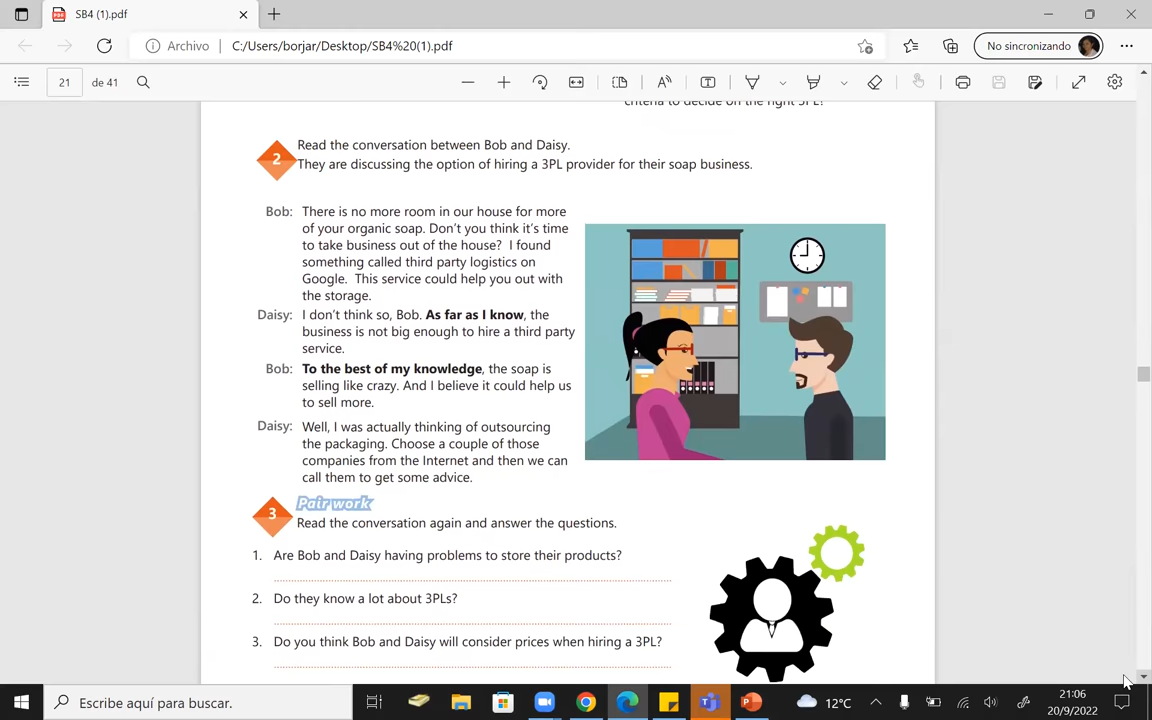 SB4 (1).pdf
Archivo
C:/Users/borjar/Desktop/SB4%20(1).pdf
No sincronizando
21
de 41
criteria to decide on the right 3PL?
2
Read the conversation between Bob and Daisy.
They are discussing the option of hiring a 3PL provider for their soap business.
Bob: There is no more room in our house for more
of your organic soap. Don't you think it's time
to take business out of the house? I found
something called third party logistics on
Google. This service could help you out with
the storage.
Daisy: I don't think so, Bob. As far as I know, the
business is not big enough to hire a third party
service.
Bob: To the best of my knowledge, the soap is
selling like crazy. And I believe it could help us
to sell more.
Daisy: Well, I was actually thinking of outsourcing
the packaging. Choose a couple of those
companies from the Internet and then we can
call them to get some advice.
3
Pair work
Read the conversation again and answer the questions.
1. Are Bob and Daisy having problems to store their products?
2. Do they know a lot about 3PLs?
3. Do you think Bob and Daisy will consider prices when hiring a 3PL?
Escribe aquí para buscar.
12°C
21:06
20/9/2022